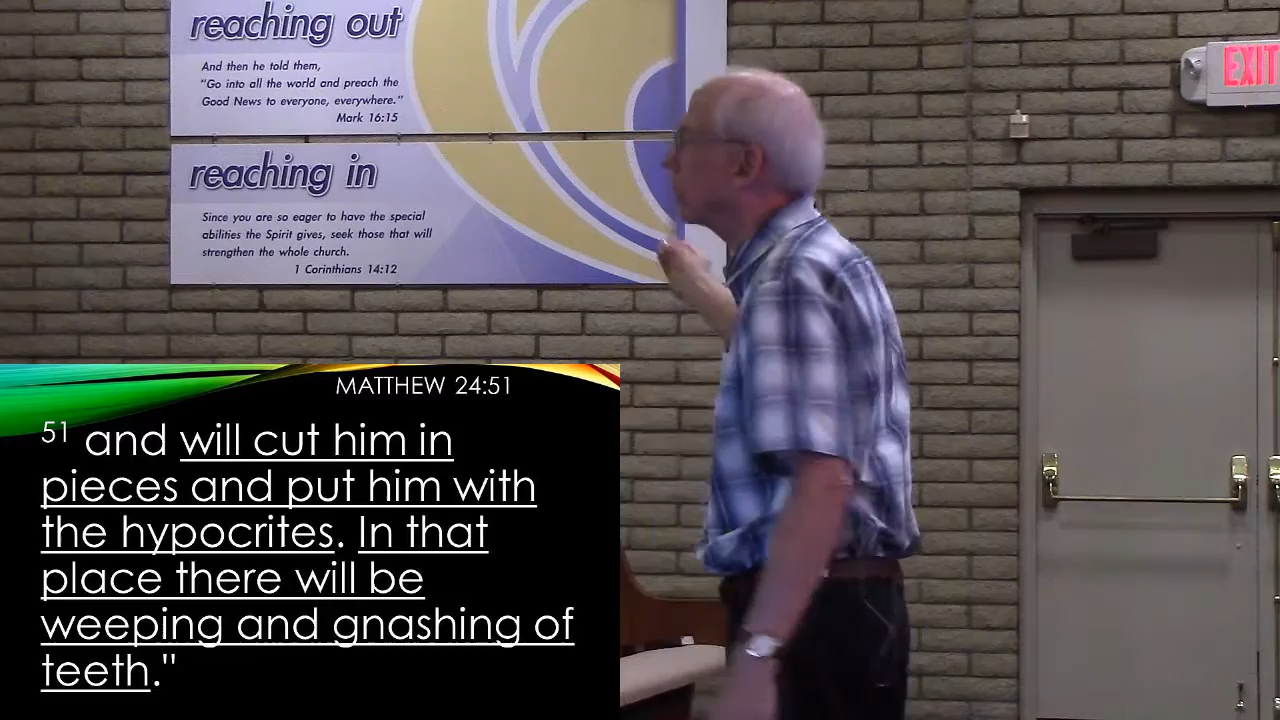 reaching out
And then he told them,
"Go into all the world and preach the
Good News to everyone, everywhere."
Mark 16:15
reaching in
Since you are so eager to have the special
abilities the Spirit gives, seek those that will
strengthen the whole church.
1 Corinthians 14:12
EXIT
MATTHEW 24:51
51 and will cut him in
pieces and put him with
the hypocrites. In that
place there will be
weeping and gnashing of
teeth."